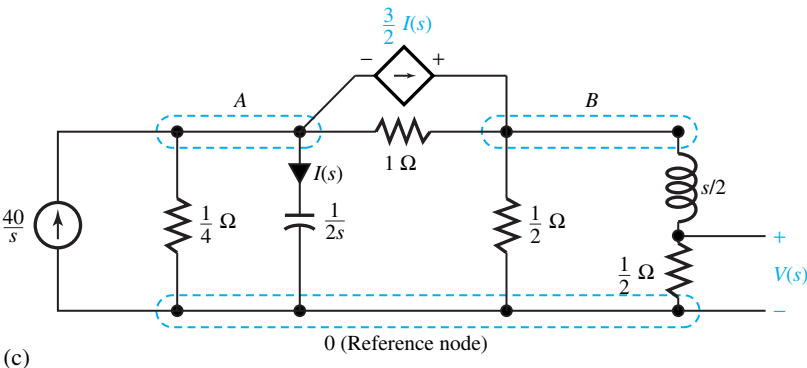 3/2 I(s)
− +
A
B
1 Ω
I(s)
s/2
40/s
1/4 Ω
1/2s
1/2 Ω
+
1/2 Ω
V(s)
−
0 (Reference node)
(c)